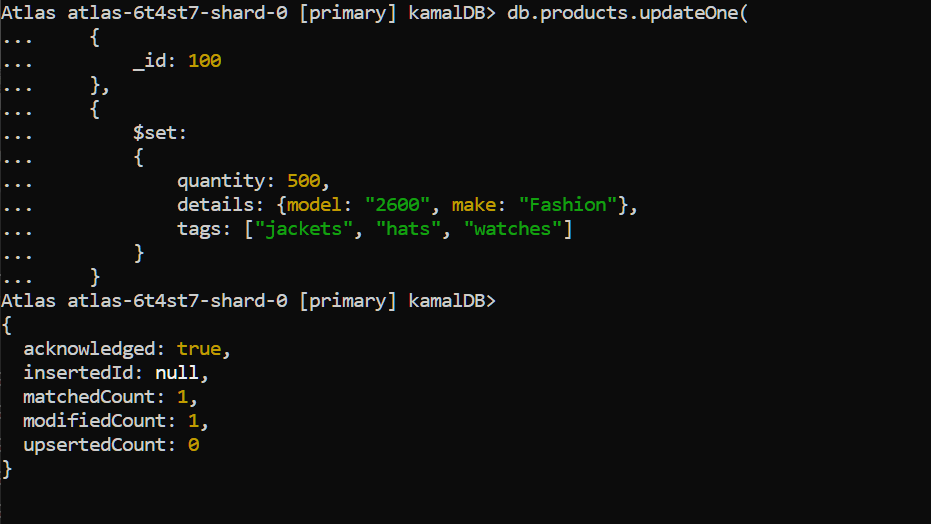 Atlas atlas-6t4st7-shard-0 [primary] kamalDB> db.products.updateOne(
...     {
...         _id: 100
...     },
...     {
...         $set:
...         {
...             quantity: 500,
...             details: {model: "2600", make: "Fashion"},
...             tags: ["jackets", "hats", "watches"]
...         }
...     }
Atlas atlas-6t4st7-shard-0 [primary] kamalDB>
{
  acknowledged: true,
  insertedId: null,
  matchedCount: 1,
  modifiedCount: 1,
  upsertedCount: 0
}